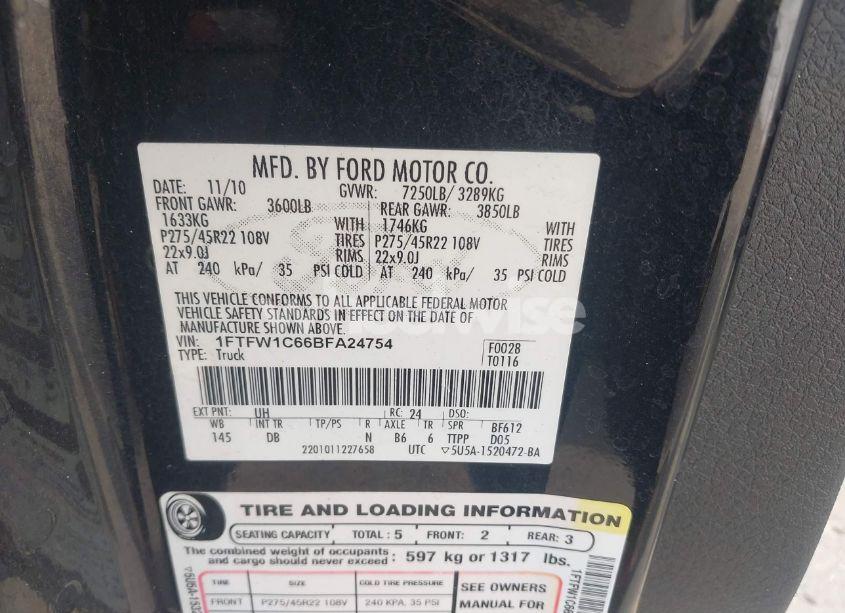 MFD. BY FORD MOTOR CO.
DATE: 11/10 GVWR: 7250LB/ 3289KG
FRONT GAWR: 3600LB REAR GAWR: 3850LB
1633KG WITH 1746KG WITH
P275/45R22 108V TIRES P275/45R22 108V TIRES
22x9.0J RIMS 22x9.0J RIMS
AT 240 kPa/ 35 PSI COLD AT 240 kPa/ 35 PSI COLD
THIS VEHICLE CONFORMS TO ALL APPLICABLE FEDERAL MOTOR
VEHICLE SAFETY STANDARDS IN EFFECT ON THE DATE OF
MANUFACTURE SHOWN ABOVE.
VIN: 1FTFW1C66BFA24754 F0028
TYPE: Truck T0116
EXT PNT: UH RC: 24 DSO:
WB INT TR TP/PS R AXLE TR SPR BF612
145 DB N B6 6 TTPP D05
2201011227658 UTC ▽5U5A-1520472-BA
TIRE AND LOADING INFORMATION
SEATING CAPACITY TOTAL: 5 FRONT: 2 REAR: 3
The combined weight of occupants
and cargo should never exceed: 597 kg or 1317 lbs.
TIRE SIZE COLD TIRE PRESSURE SEE OWNERS
FRONT P275/45R22 108V 240 KPA, 35 PSI MANUAL FOR